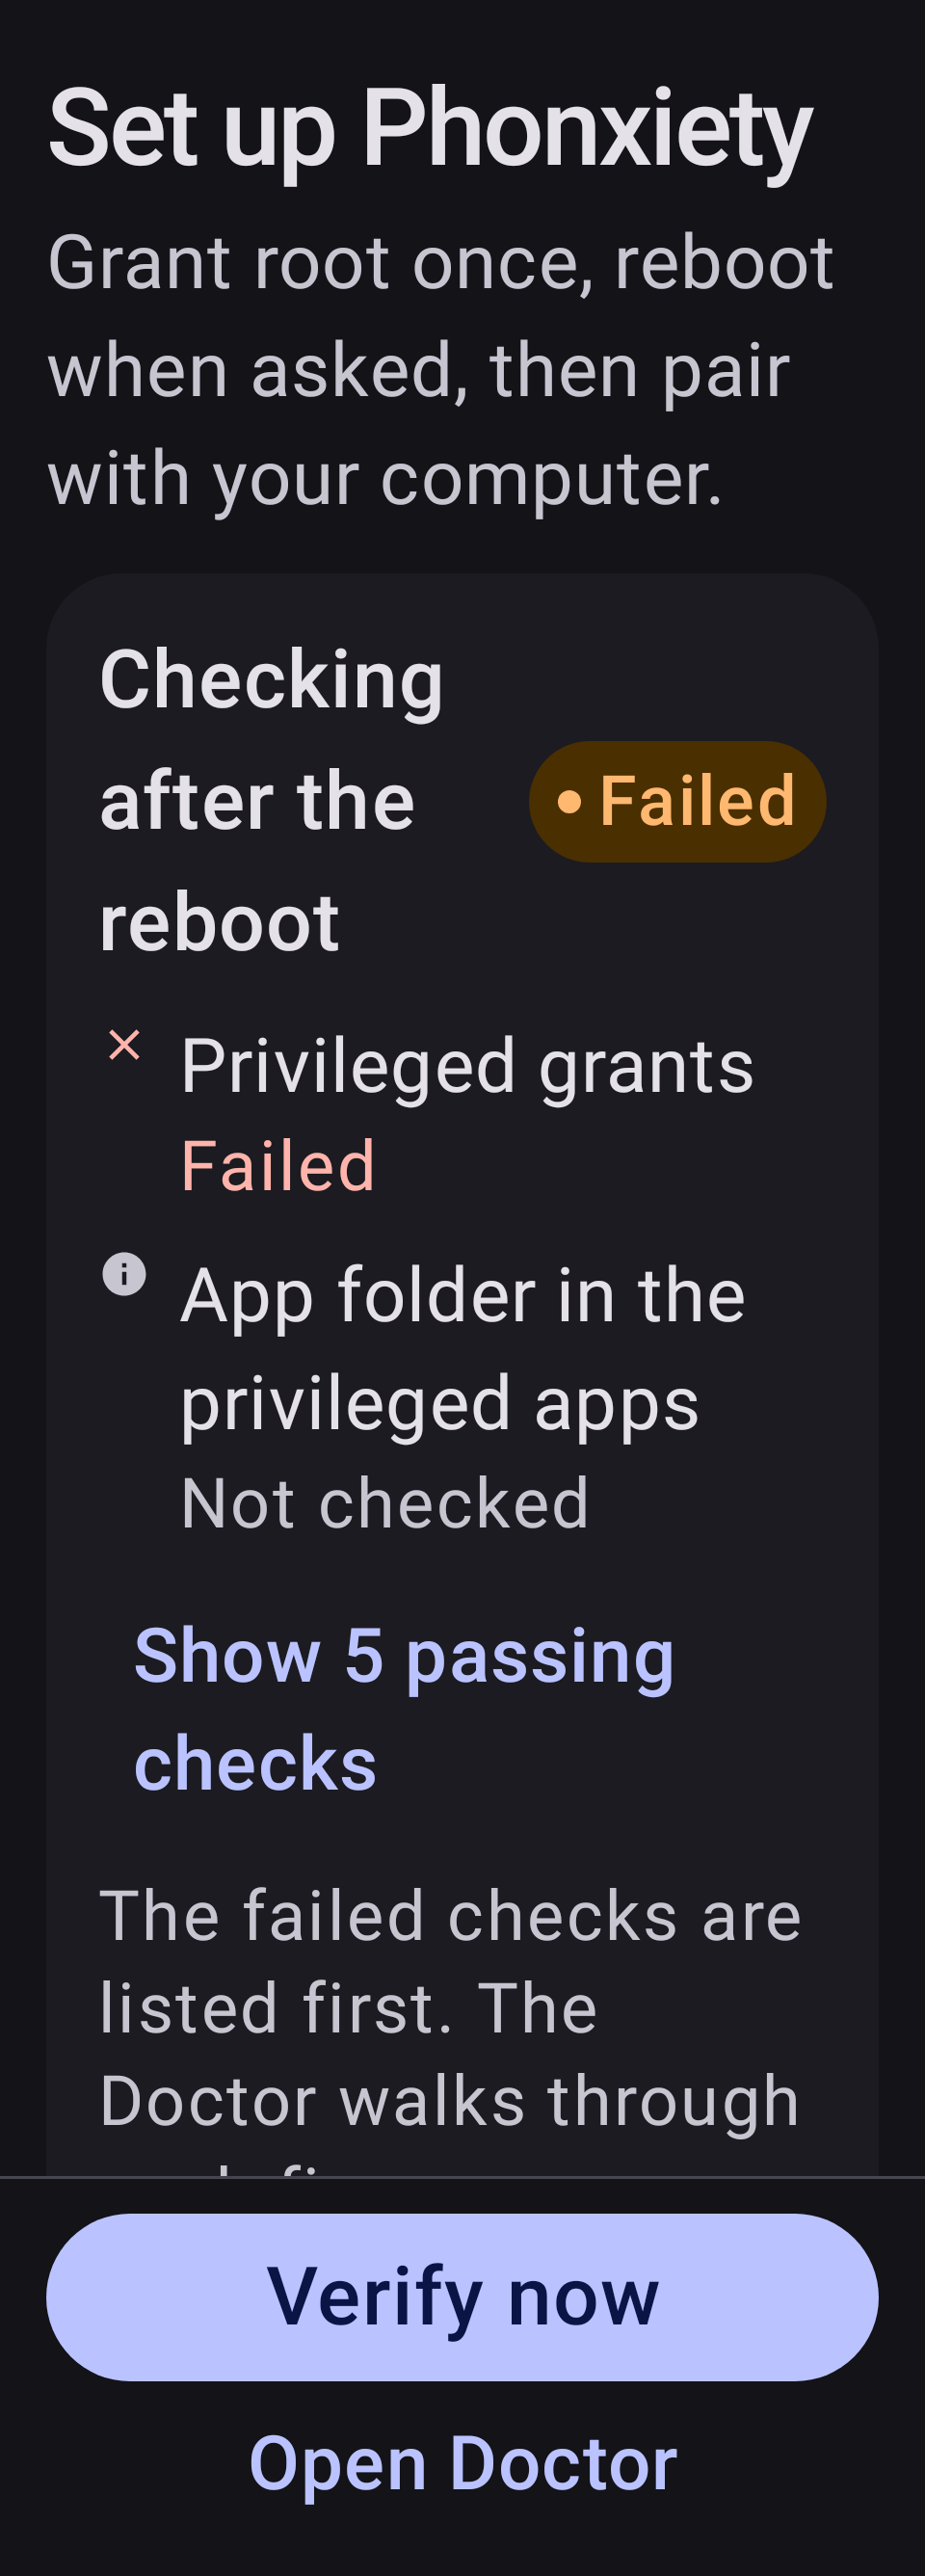 Set up Phonxiety
Grant root once, reboot
when asked, then pair
with your computer.
Checking
after the
reboot
Failed
Privileged grants
Failed
App folder in the
privileged apps
Not checked
Show 5 passing
checks
The failed checks are
listed first. The
Doctor walks through
Verify now
Open Doctor